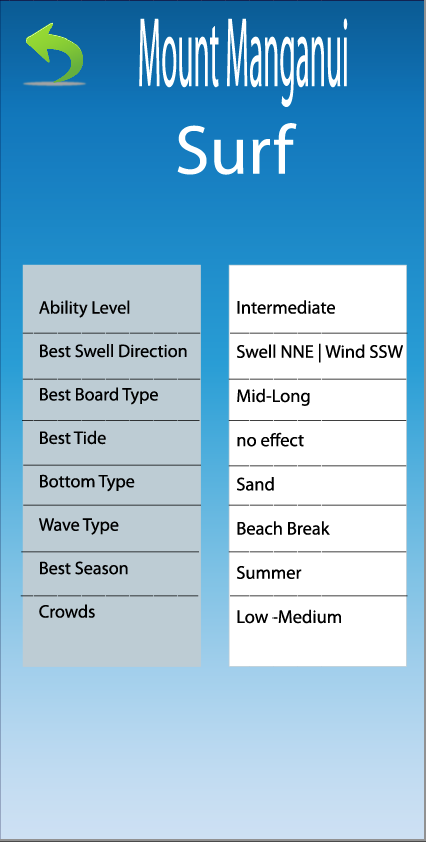 Mount Manganui
Surf
Ability Level Intermediate
Best Swell Direction Swell NNE | Wind SSW
Best Board Type Mid-Long
Best Tide no effect
Bottom Type Sand
Wave Type Beach Break
Best Season Summer
Crowds Low -Medium